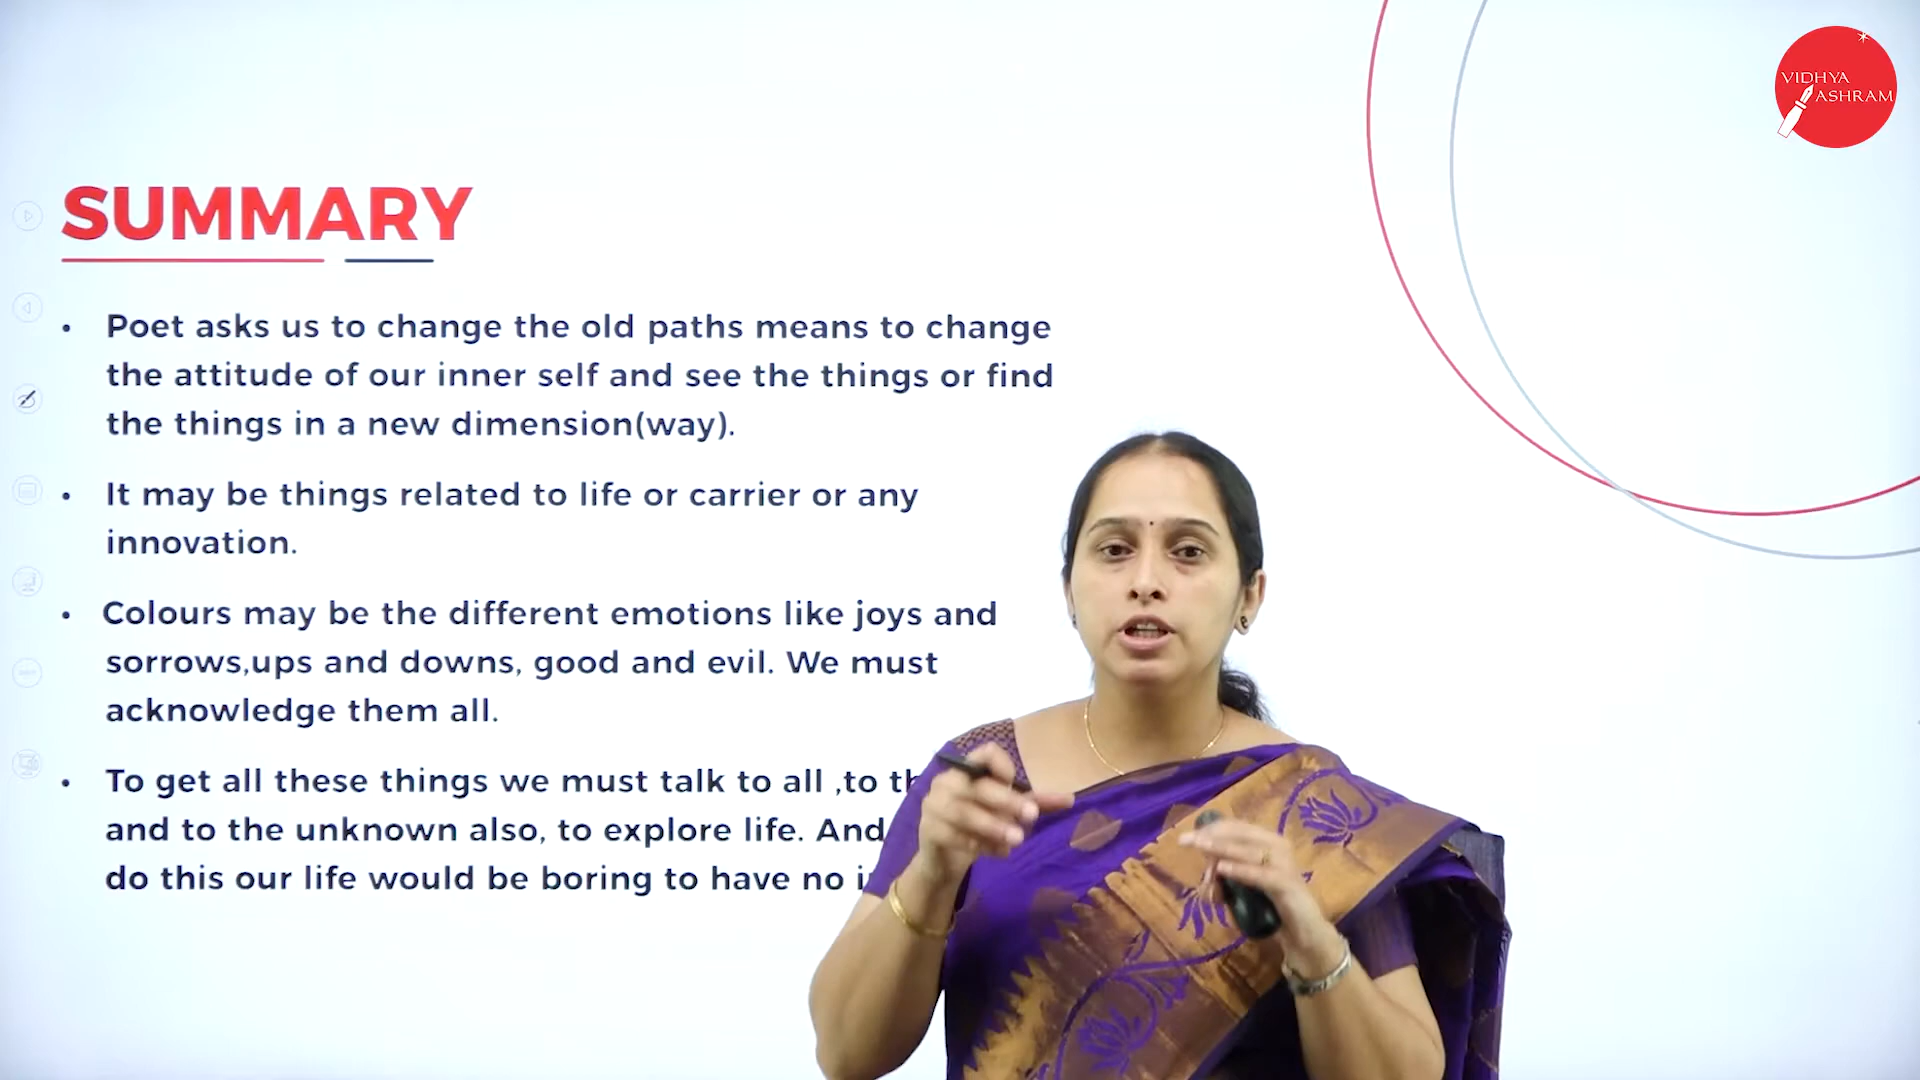 VIDHYA
ASHRAM
SUMMARY
• Poet asks us to change the old paths means to change
the attitude of our inner self and see the things or find
the things in a new dimension(way).
• It may be things related to life or carrier or any
innovation.
• Colours may be the different emotions like joys and
sorrows,ups and downs, good and evil. We must
acknowledge them all.
• To get all these things we must talk to all ,to
and to the unknown also, to explore life. And
do this our life would be boring to have no